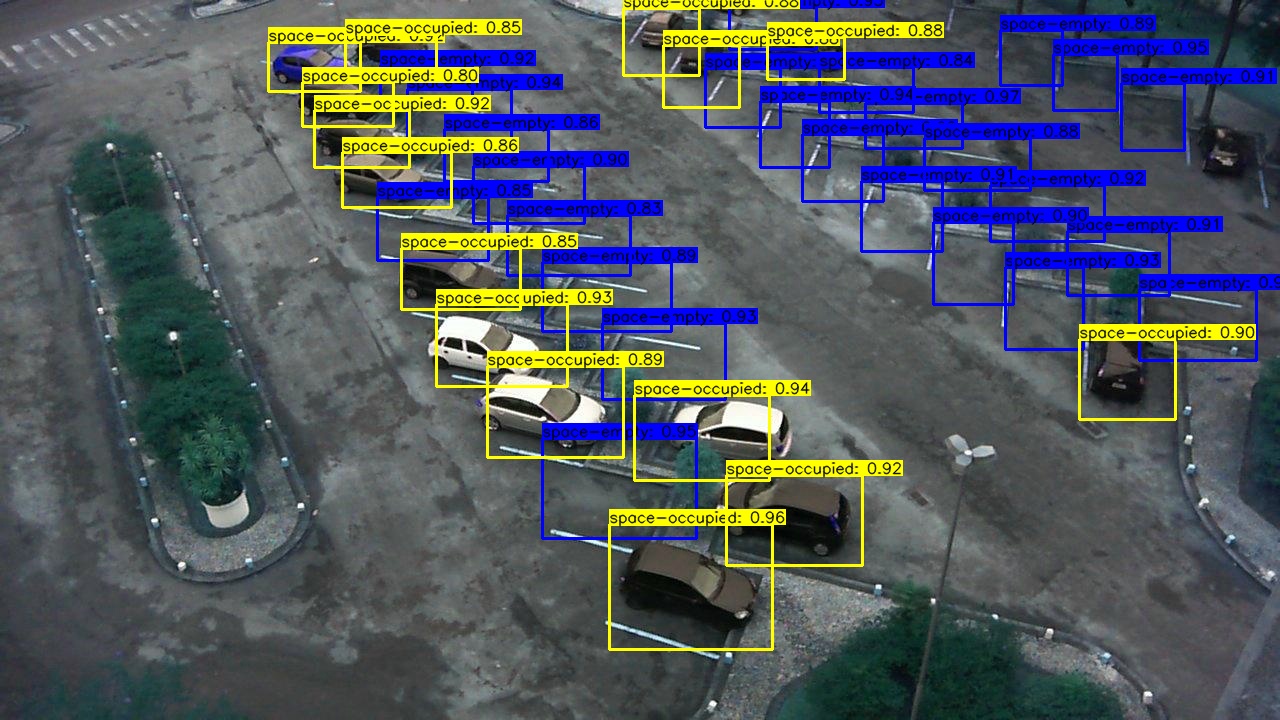 space-occupied: 0.88
space-occupied: 0.85
space-occupied: 0.88
space-empty: 0.89
space-empty: 0.95
space-empty: 0.92
space-empty: 0.84
space-occupied: 0.80
space-empty: 0.91
space-empty: 0.94
space-empty: 0.94
space-empty: 0.97
space-occupied: 0.92
space-empty: 0.86
space-empty: 0.88
space-occupied: 0.86
space-empty: 0.90
space-empty: 0.91
space-empty: 0.92
space-empty: 0.85
space-empty: 0.83
space-empty: 0.90
space-empty: 0.91
space-occupied: 0.85
space-empty: 0.89
space-empty: 0.93
space-occupied: 0.93
space-empty: 0.93
space-occupied: 0.90
space-occupied: 0.89
space-occupied: 0.94
space-empty: 0.95
space-occupied: 0.92
space-occupied: 0.96